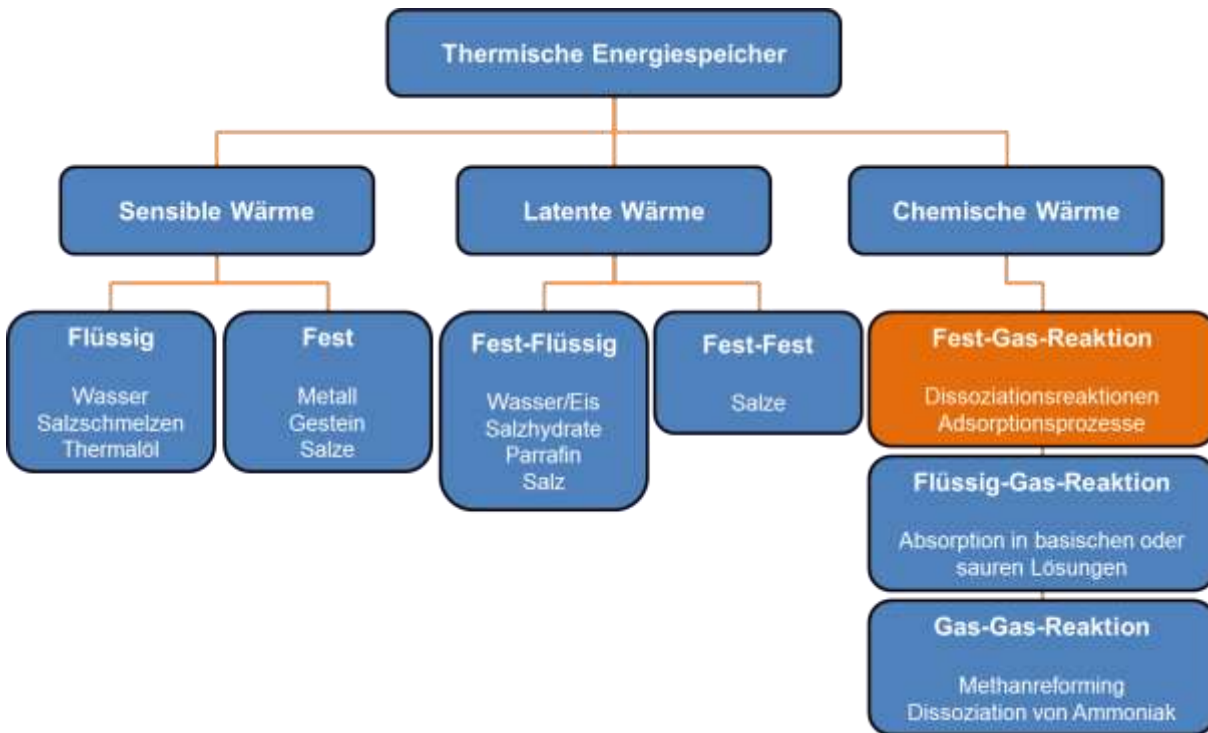 Thermische Energiespeicher
Sensible Wärme
Latente Wärme
Chemische Wärme
Flüssig
Wasser
Salzschmelzen
Thermalöl
Fest
Metall
Gestein
Salze
Fest-Flüssig
Wasser/Eis
Salzhydrate
Parrafin
Salz
Fest-Fest
Salze
Fest-Gas-Reaktion
Dissoziationsreaktionen
Adsorptionsprozesse
Flüssig-Gas-Reaktion
Absorption in basischen oder
sauren Lösungen
Gas-Gas-Reaktion
Methanreforming
Dissoziation von Ammoniak